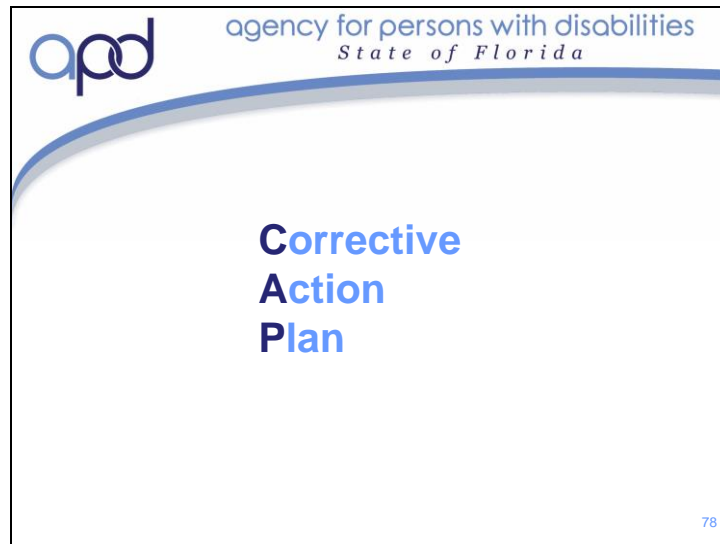 apd
agency for persons with disabilities
State of Florida
Corrective
Action
Plan
78